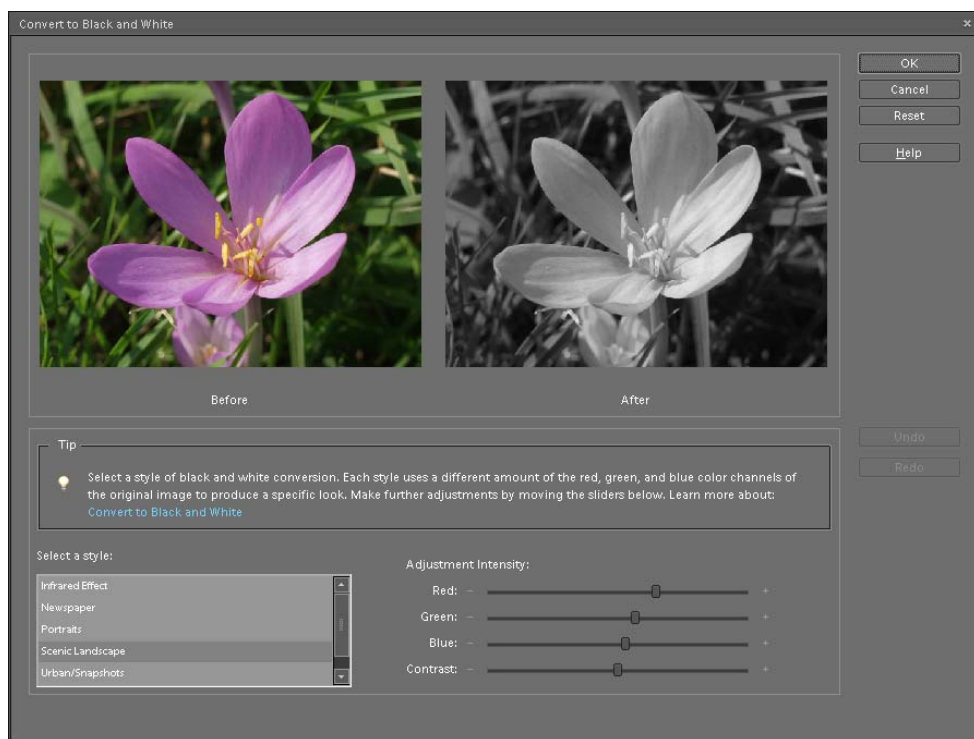 Convert to Black and White
OK
Cancel
Reset
Help
Before
After
Undo
Redo
Tip
Select a style of black and white conversion. Each style uses a different amount of the red, green, and blue color channels of
the original image to produce a specific look. Make further adjustments by moving the sliders below. Learn more about:
Convert to Black and White
Select a style:
Infrared Effect
Newspaper
Portraits
Scenic Landscape
Urban/Snapshots
Adjustment Intensity:
Red: - +
Green: - +
Blue: - +
Contrast: - +